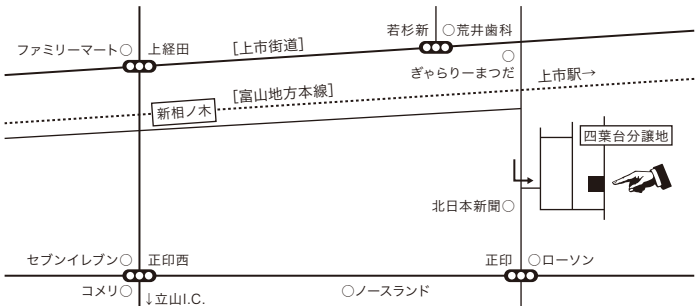 若杉新
○荒井歯科
ファミリーマート○
上経田
[上市街道]
○
ぎゃらりーまつだ
上市駅→
[富山地方本線]
新相ノ木
四葉台分譲地
北日本新聞○
セブンイレブン○
正印西
正印
○ローソン
コメリ○
↓立山I.C.
○ノースランド